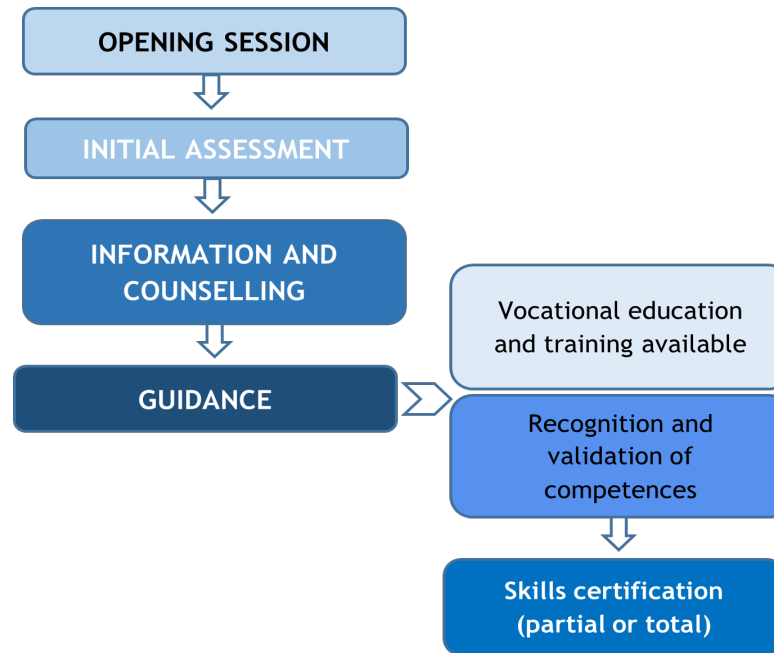 OPENING SESSION
INITIAL ASSESSMENT
INFORMATION AND
COUNSELLING
GUIDANCE
Vocational education
and training available
Recognition and
validation of
competences
Skills certification
(partial or total)